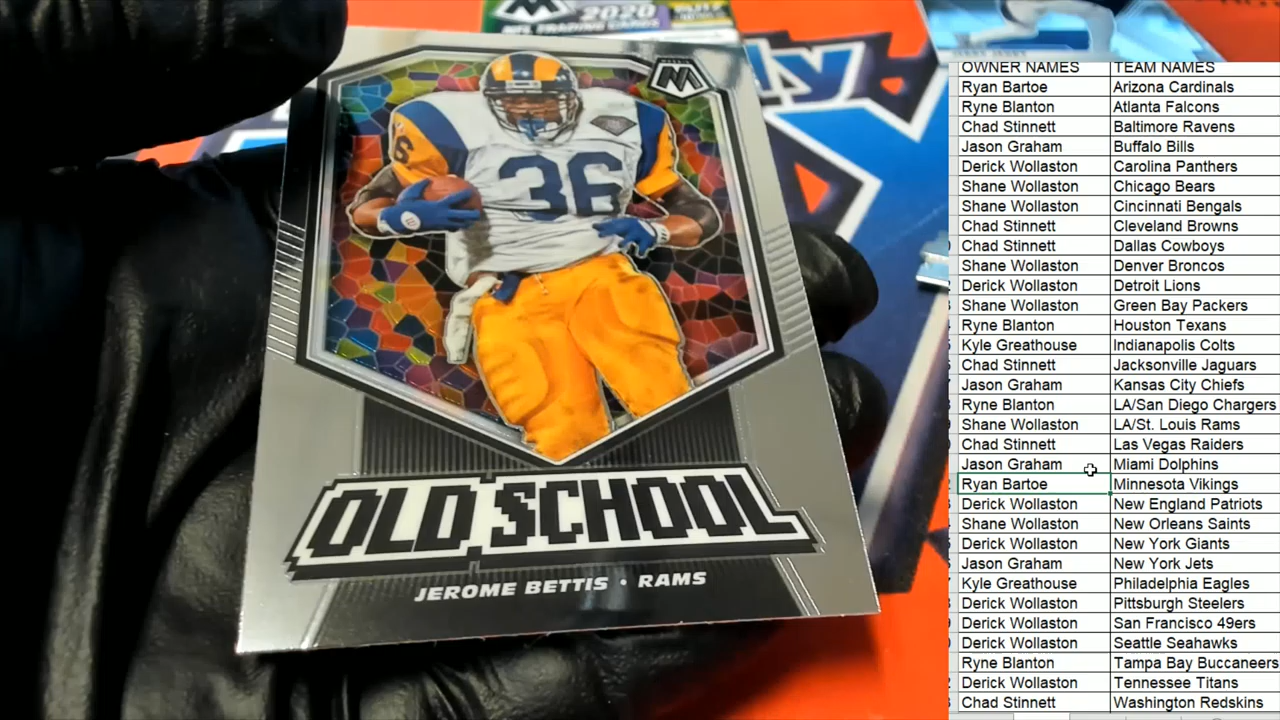 2020
NFL TRADING CARDS
36
OLD SCHOOL
JEROME BETTIS • RAMS
OWNER NAMES TEAM NAMES
Ryan Bartoe Arizona Cardinals
Ryne Blanton Atlanta Falcons
Chad Stinnett Baltimore Ravens
Jason Graham Buffalo Bills
Derick Wollaston Carolina Panthers
Shane Wollaston Chicago Bears
Shane Wollaston Cincinnati Bengals
Chad Stinnett Cleveland Browns
Chad Stinnett Dallas Cowboys
Shane Wollaston Denver Broncos
Derick Wollaston Detroit Lions
Shane Wollaston Green Bay Packers
Ryne Blanton Houston Texans
Kyle Greathouse Indianapolis Colts
Chad Stinnett Jacksonville Jaguars
Jason Graham Kansas City Chiefs
Ryne Blanton LA/San Diego Chargers
Shane Wollaston LA/St. Louis Rams
Chad Stinnett Las Vegas Raiders
Jason Graham Miami Dolphins
Ryan Bartoe Minnesota Vikings
Derick Wollaston New England Patriots
Shane Wollaston New Orleans Saints
Derick Wollaston New York Giants
Jason Graham New York Jets
Kyle Greathouse Philadelphia Eagles
Derick Wollaston Pittsburgh Steelers
Derick Wollaston San Francisco 49ers
Derick Wollaston Seattle Seahawks
Ryne Blanton Tampa Bay Buccaneers
Derick Wollaston Tennessee Titans
Chad Stinnett Washington Redskins